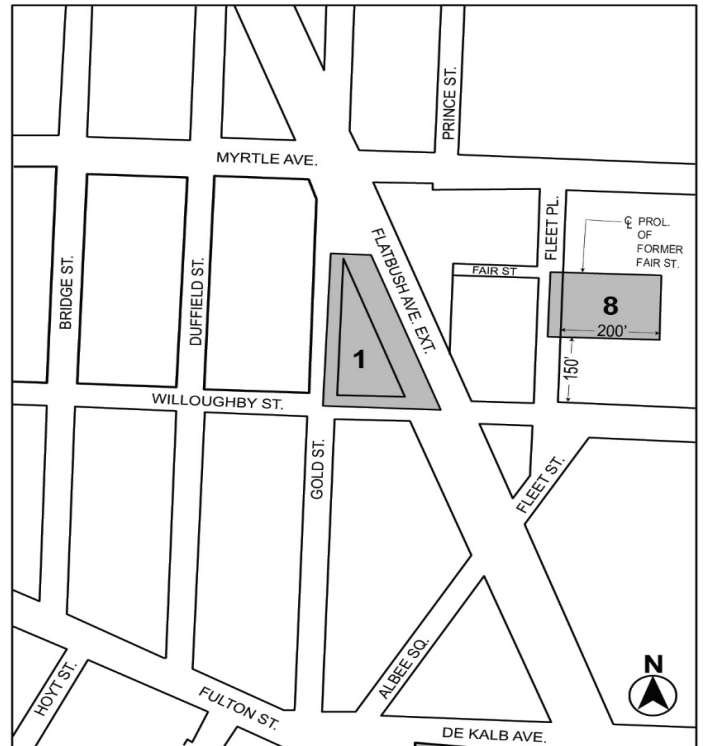 PRINCE ST.
MYRTLE AVE.
FLATBUSH AVE. EXT.
FLEET PL.
℄ PROL.
OF
FORMER
FAIR ST.
FAIR ST
BRIDGE ST.
DUFFIELD ST.
8
200'
150'
1
WILLOUGHBY ST.
GOLD ST.
FLEET ST.
ALBEE SQ.
HOYT ST.
FULTON ST.
N
DE KALB AVE.